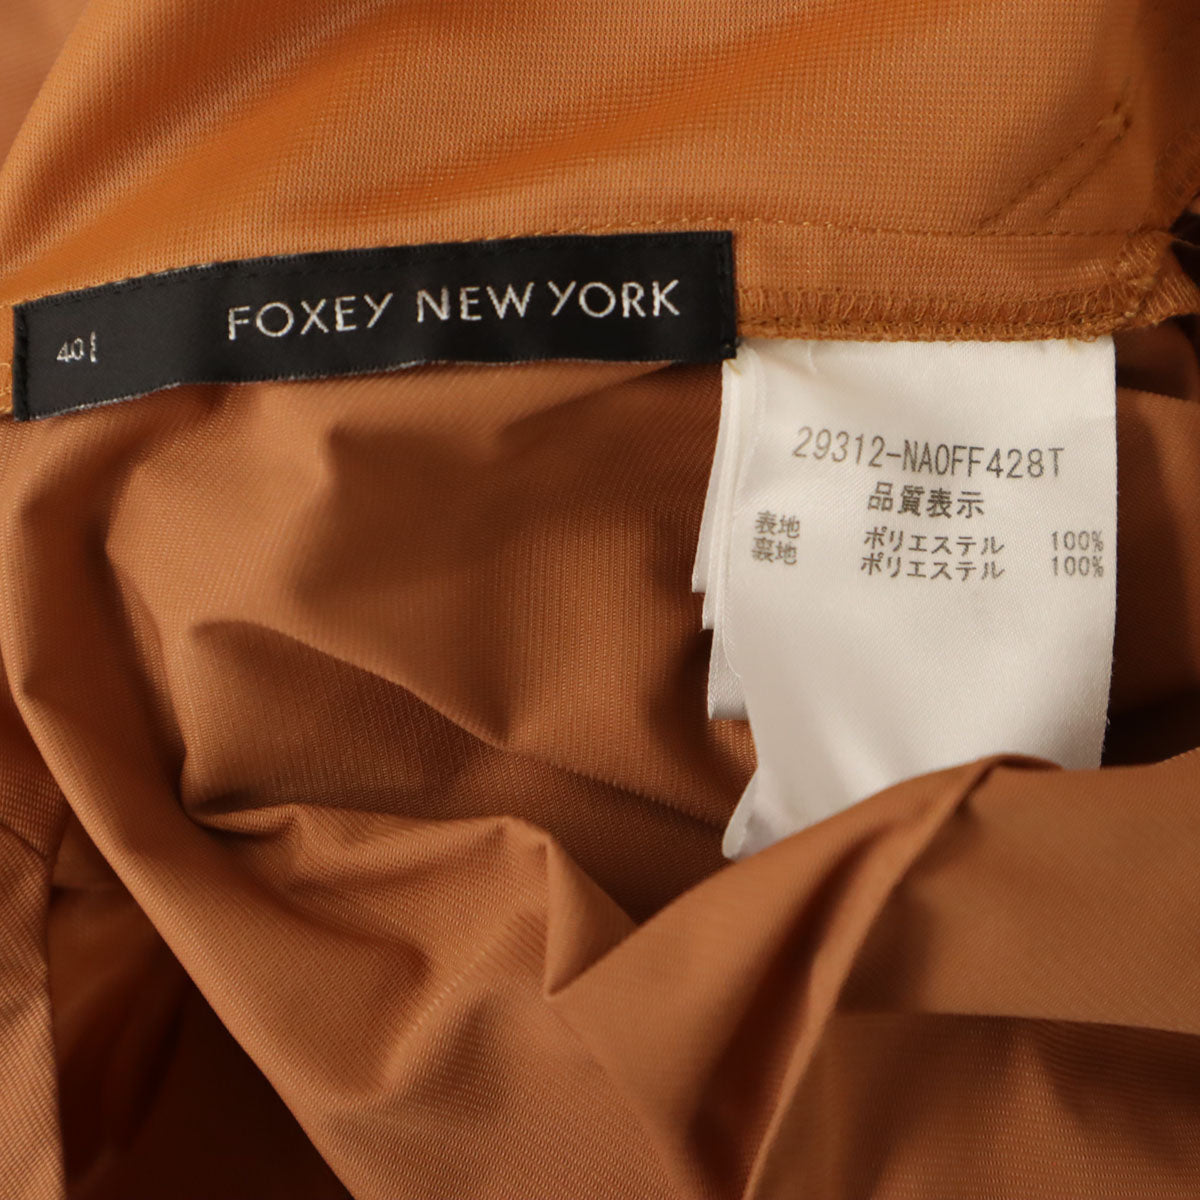 FOXEY NEW YORK
40
29312-NAOFF428T
品質表示
表地 ポリエステル 100%
裏地 ポリエステル 100%